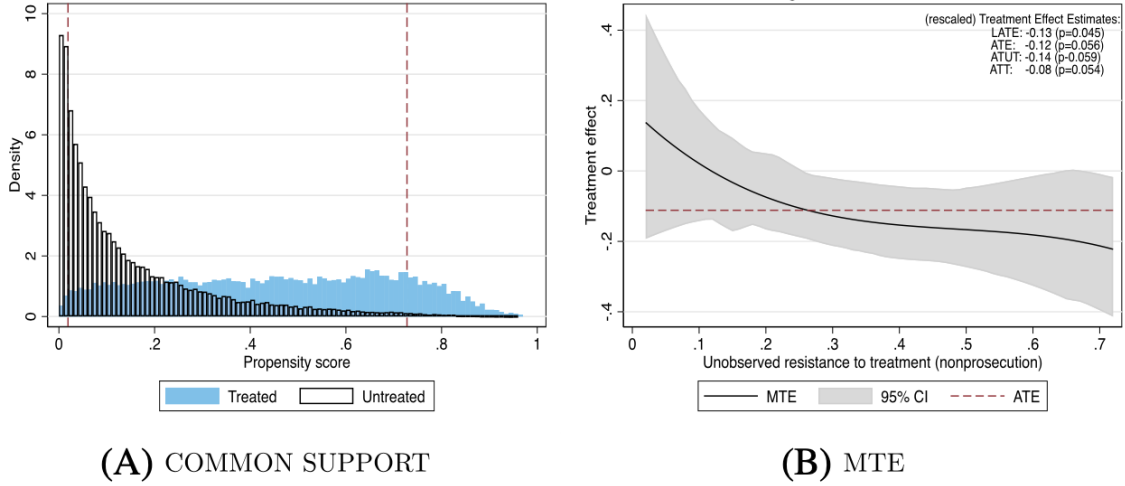 10
8
6
4
2
0
Density
0
.2
.4
.6
.8
1
Propensity score
Treated
Untreated
(A) COMMON SUPPORT
(rescaled) Treatment Effect Estimates:
LATE: -0.13 (p=0.045)
ATE: -0.12 (p=0.056)
ATUT: -0.14 (p-0.059)
ATT: -0.08 (p=0.054)
.4
.2
0
-.2
-.4
Treatment effect
0
.1
.2
.3
.4
.5
.6
.7
Unobserved resistance to treatment (nonprosecution)
MTE
95% CI
ATE
(B) MTE